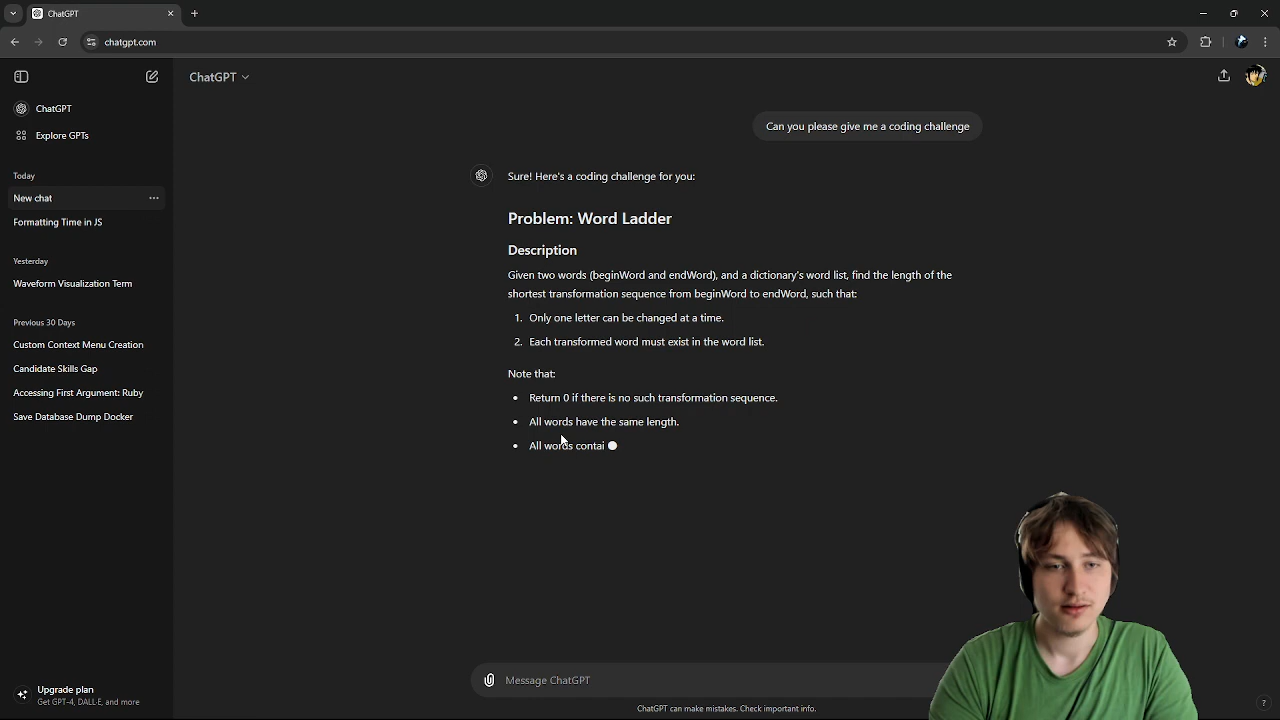 ChatGPT
chatgpt.com
ChatGPT
ChatGPT
Explore GPTs
Today
New chat
Formatting Time in JS
Yesterday
Waveform Visualization Term
Previous 30 Days
Custom Context Menu Creation
Candidate Skills Gap
Accessing First Argument: Ruby
Save Database Dump Docker
Upgrade plan
Get GPT-4, DALL·E, and more
Can you please give me a coding challenge
Sure! Here's a coding challenge for you:
Problem: Word Ladder
Description
Given two words (beginWord and endWord), and a dictionary's word list, find the length of the
shortest transformation sequence from beginWord to endWord, such that:
1. Only one letter can be changed at a time.
2. Each transformed word must exist in the word list.
Note that:
• Return 0 if there is no such transformation sequence.
• All words have the same length.
• All words contai
Message ChatGPT
ChatGPT can make mistakes. Check important info.
?